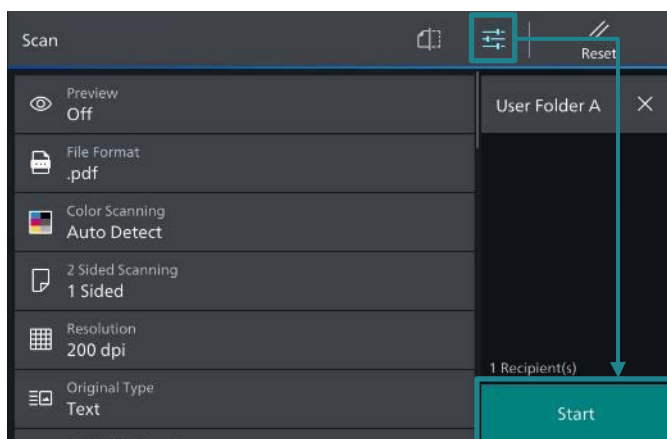 Scan
Reset
Preview
Off
File Format
.pdf
Color Scanning
Auto Detect
2 Sided Scanning
1 Sided
Resolution
200 dpi
Original Type
Text
User Folder A
1 Recipient(s)
Start